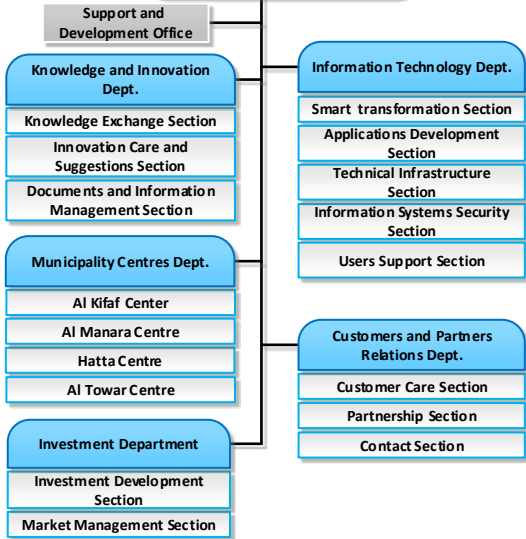 Support and
Development Office
Knowledge and Innovation
Dept.
Knowledge Exchange Section
Innovation Care and
Suggestions Section
Documents and Information
Management Section
Information Technology Dept.
Smart transformation Section
Applications Development
Section
Technical Infrastructure
Section
Information Systems Security
Section
Users Support Section
Municipality Centres Dept.
Al Kifaf Center
Al Manara Centre
Hatta Centre
Al Towar Centre
Customers and Partners
Relations Dept.
Customer Care Section
Partnership Section
Contact Section
Investment Department
Investment Development
Section
Market Management Section